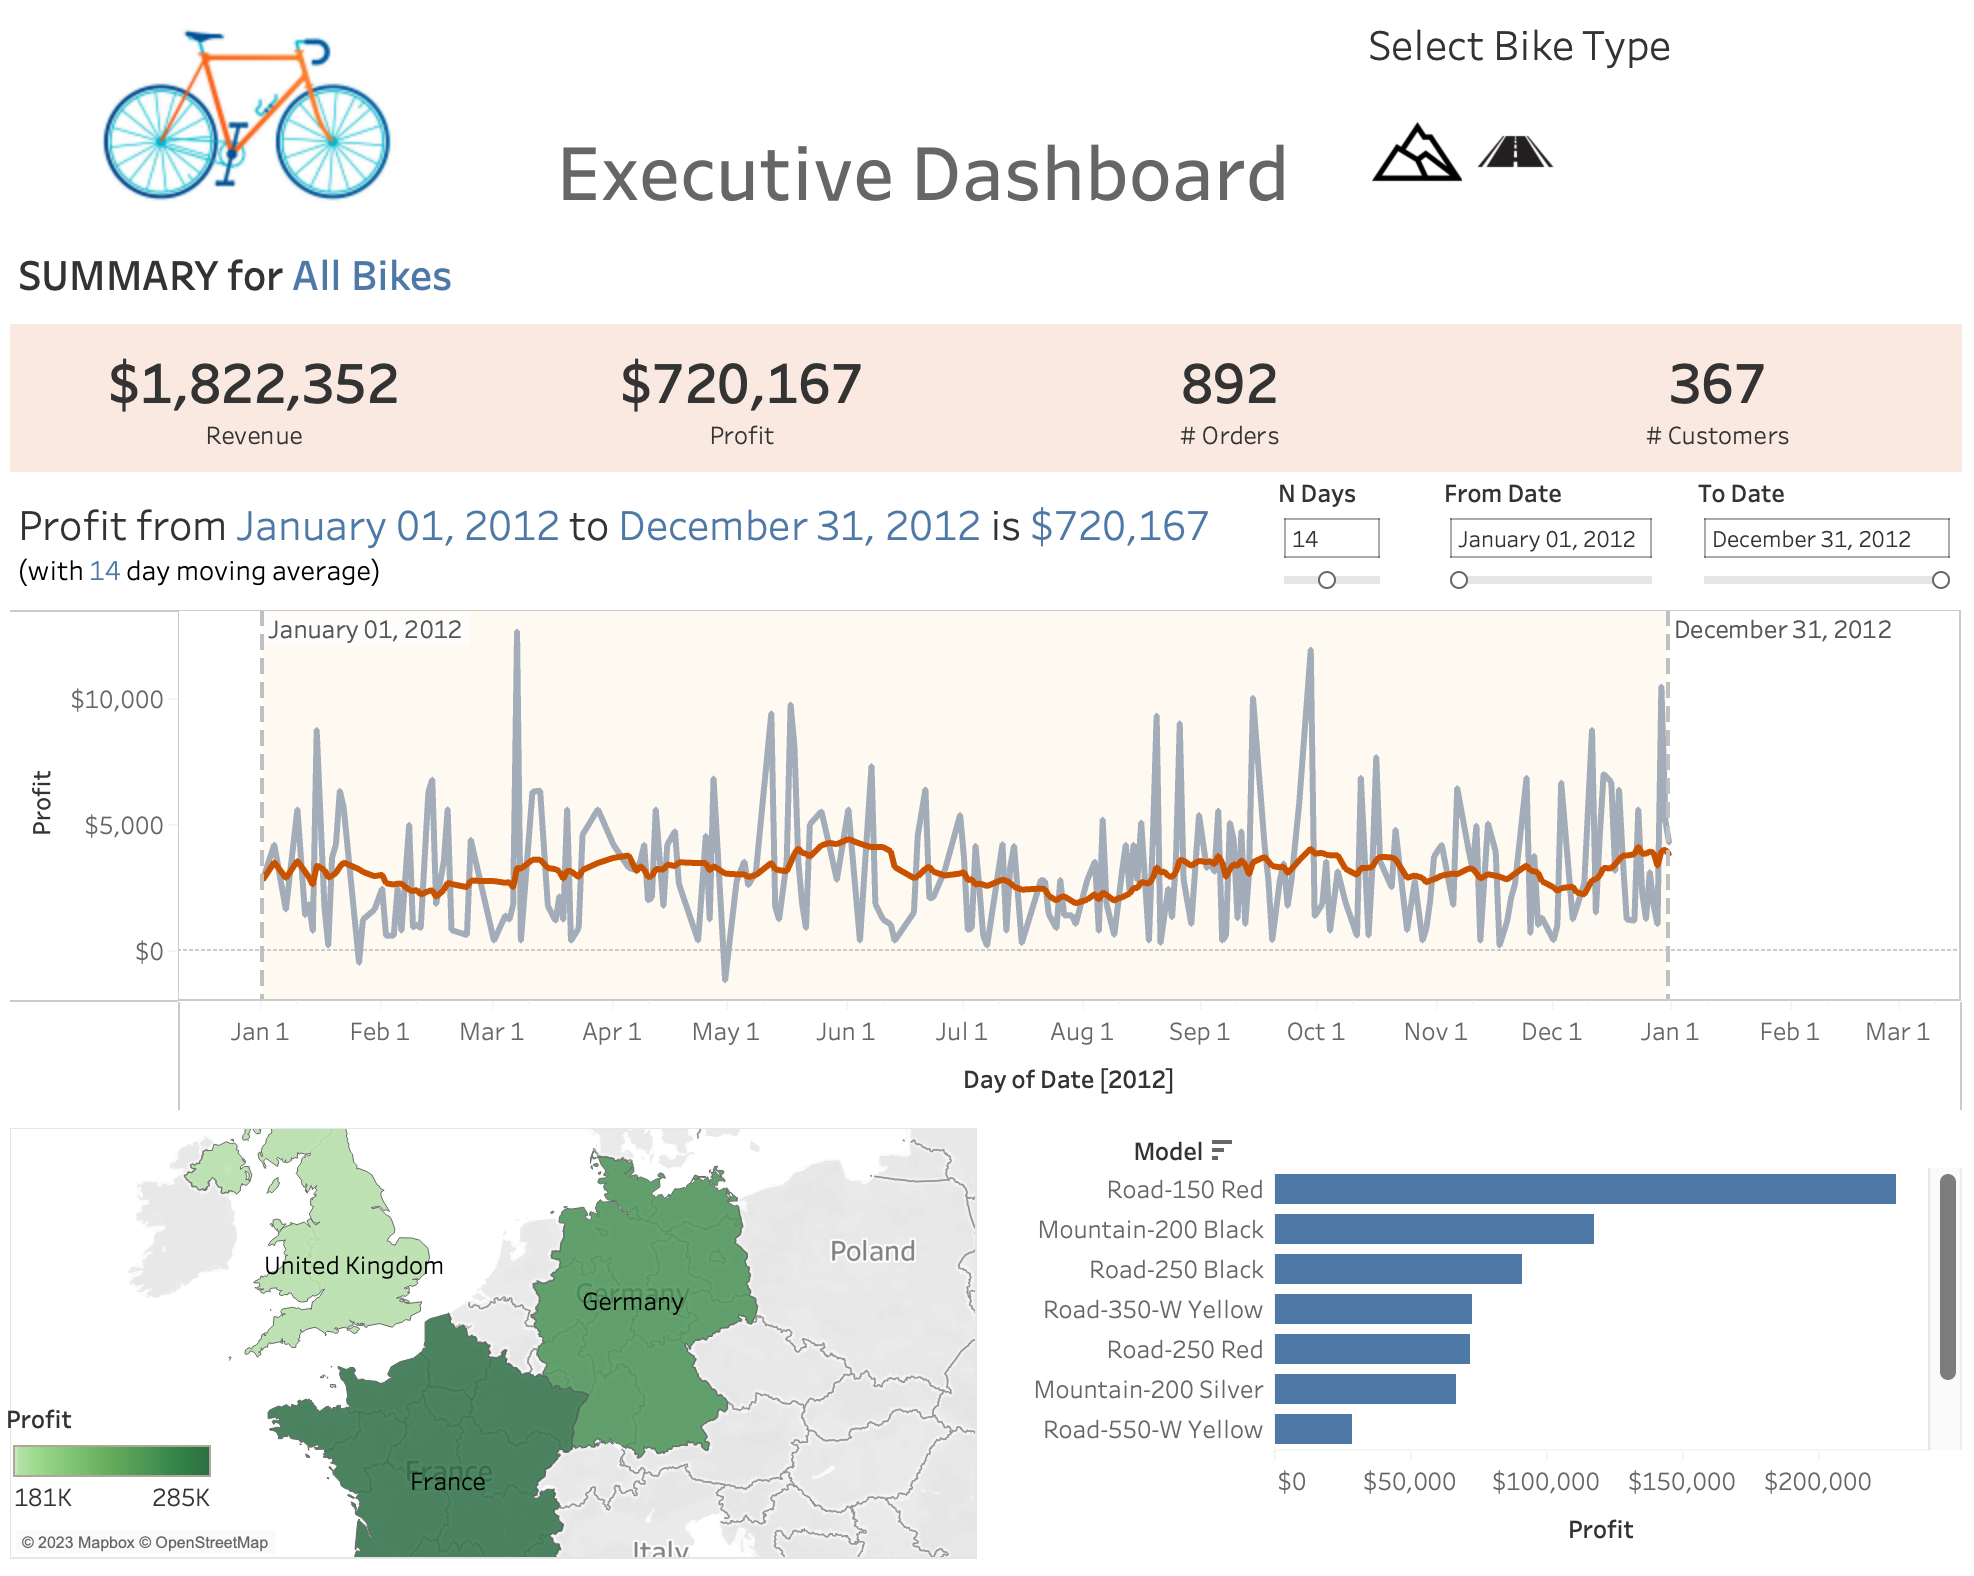 Select Bike Type
Executive Dashboard
SUMMARY for All Bikes
$1,822,352
Revenue
$720,167
Profit
892
# Orders
367
# Customers
Profit from January 01, 2012 to December 31, 2012 is $720,167
(with 14 day moving average)
N Days
14
From Date
January 01, 2012
To Date
December 31, 2012
January 01, 2012
December 31, 2012
Profit
$10,000
$5,000
$0
Jan 1
Feb 1
Mar 1
Apr 1
May 1
Jun 1
Jul 1
Aug 1
Sep 1
Oct 1
Nov 1
Dec 1
Jan 1
Feb 1
Mar 1
Day of Date [2012]
United Kingdom
Poland
Germany
Germany
France
France
Italy
Profit
181K
285K
© 2023 Mapbox © OpenStreetMap
Model
Road-150 Red
Mountain-200 Black
Road-250 Black
Road-350-W Yellow
Road-250 Red
Mountain-200 Silver
Road-550-W Yellow
$0
$50,000
$100,000
$150,000
$200,000
Profit